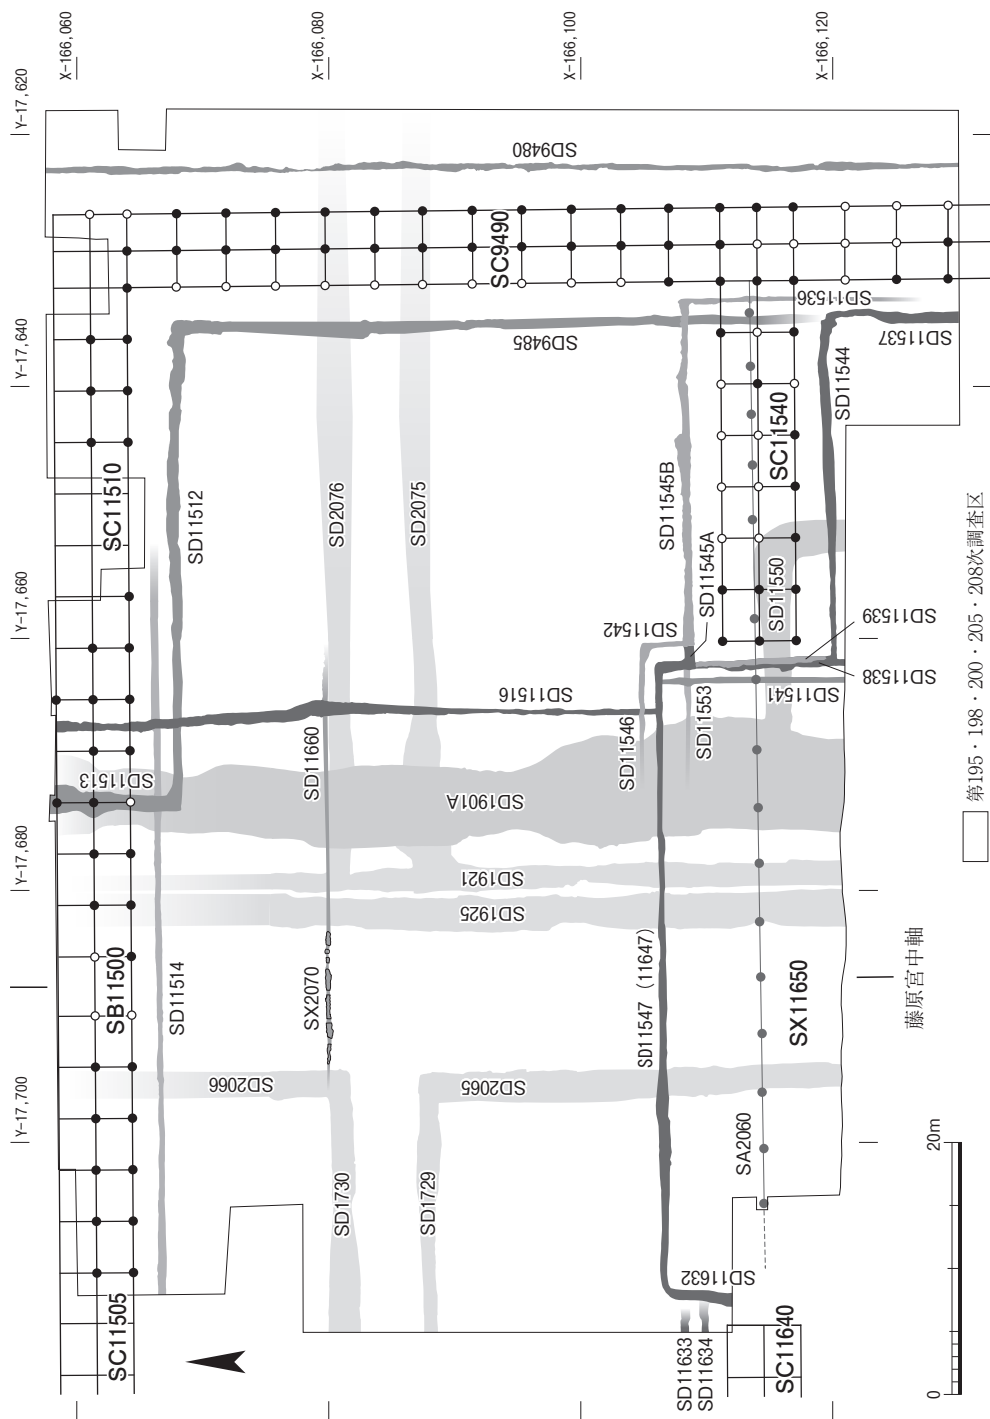 X-166,060
X-166,080
X-166,100
X-166,120
Y-17,620
Y-17,640
Y-17,660
Y-17,680
Y-17,700
SD9480
SC9490
SD11536
SD9485
SD11537
SD11544
SC11540
SC11510
SD11512
SD2076
SD2075
SD11545B
SD11545A
SD11550
SD11542
SD11539
SD11538
SD11541
SD11516
SD11553
SD11546
SD11660
SD11513
SD1901A
SD1921
SD1925
SB11500
SD11514
SX2070
SD11547 (11647)
SX11650
藤原宮中軸
SD2066
SD2065
SA2060
SD1730
SD1729
SD11632
SC11505
SD11633
SD11634
SC11640
0
20m
第195・198・200・205・208次調査区